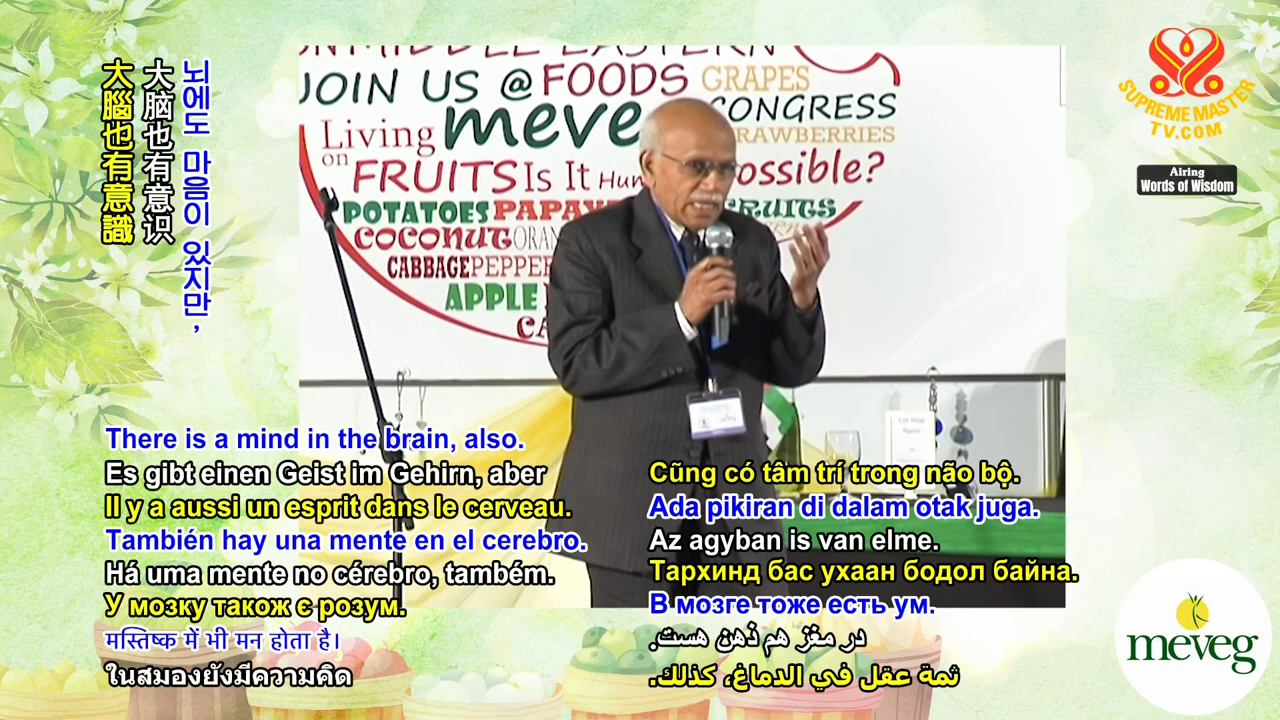 大腦也有意識
大脑也有意识
뇌에도 마음이 있지만,
MIDDLE EASTERN
JOIN US @ FOODS GRAPES
Living meve CONGRESS
on
FRUITS Is It possible?
POTATOES PAPAY FRUITS
COCONUT ORAN
CABBAGE PEPPER
APPLE
SUPREME MASTER
TV.COM
Airing
Words of Wisdom
There is a mind in the brain, also.
Es gibt einen Geist im Gehirn, aber
Il y a aussi un esprit dans le cerveau.
También hay una mente en el cerebro.
Há uma mente no cérebro, também.
У мозку також є розум.
मस्तिष्क में भी मन होता है।
ในสมองยังมีความคิด
Cũng có tâm trí trong não bộ.
Ada pikiran di dalam otak juga.
Az agyban is van elme.
Тархинд бас ухаан бодол байна.
В мозге тоже есть ум.
در مغز هم ذهن هست.
ثمة عقل في الدماغ، كذلك.
meveg